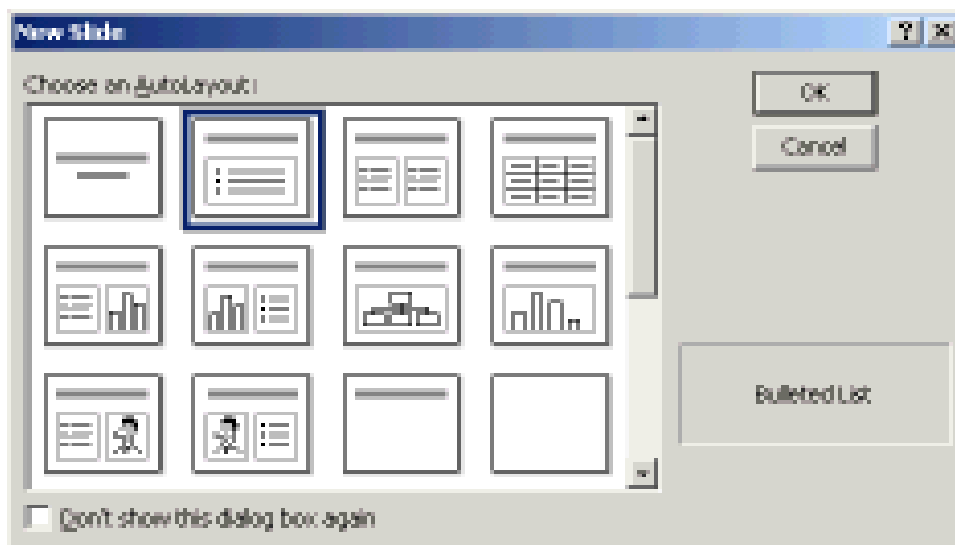 New Slide
Choose an AutoLayout:
OK
Cancel
Bulleted List
Don't show this dialog box again